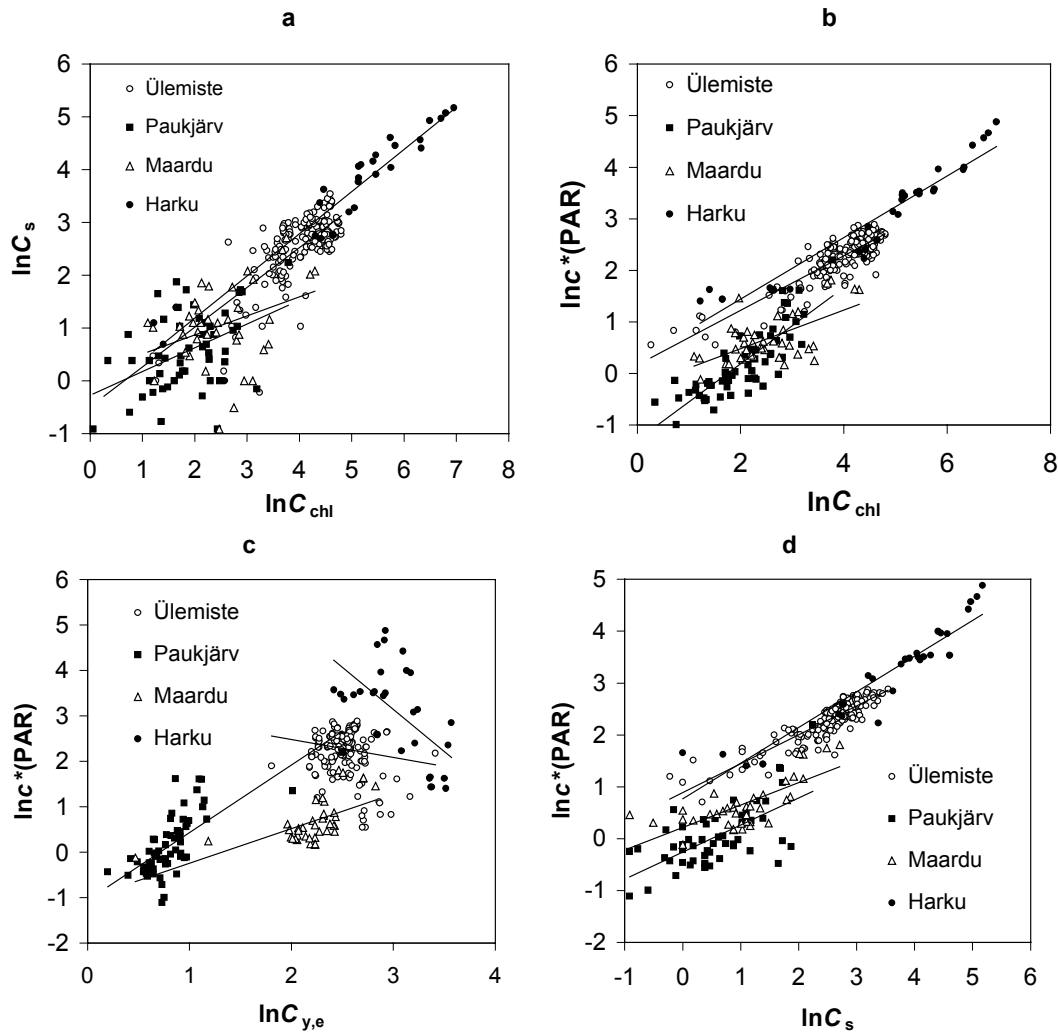 a
6
5
4
3
2
1
0
-1
lnCs
Ülemiste
Paukjärv
Maardu
Harku
0 1 2 3 4 5 6 7 8
lnCchl
b
6
5
4
3
2
1
0
-1
lnc*(PAR)
Ülemiste
Paukjärv
Maardu
Harku
0 2 4 6 8
lnCchl
c
6
5
4
3
2
1
0
-1
-2
lnc*(PAR)
Ülemiste
Paukjärv
Maardu
Harku
0 1 2 3 4
lnCy,e
d
5
4
3
2
1
0
-1
-2
lnc*(PAR)
Ülemiste
Paukjärv
Maardu
Harku
-1 0 1 2 3 4 5 6
lnCs